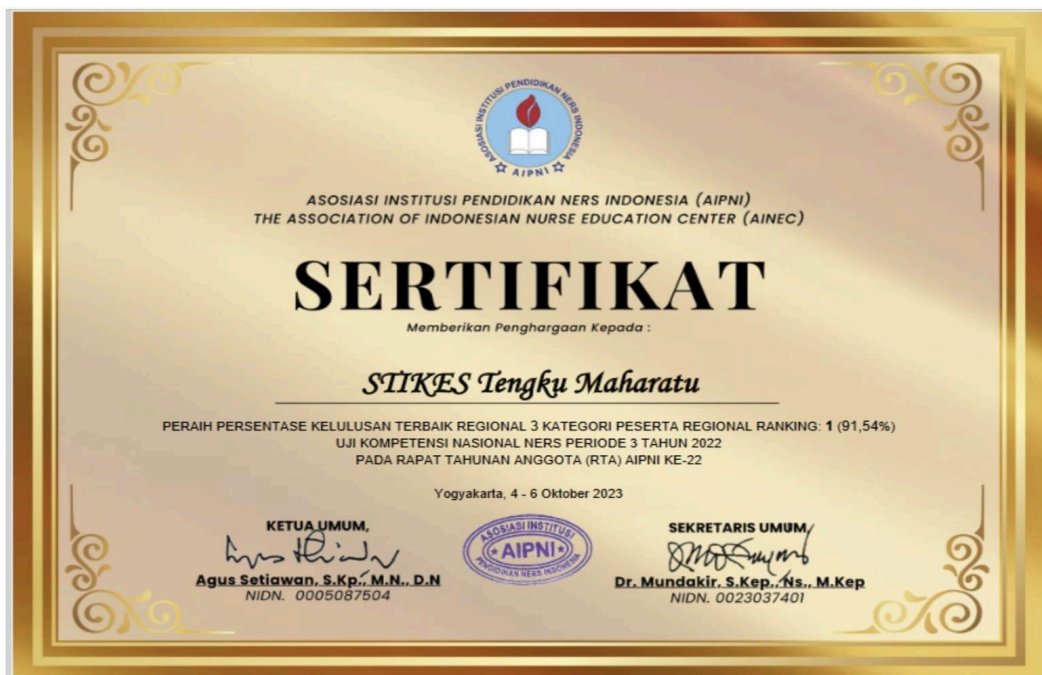 ASOSIASI INSTITUSI PENDIDIKAN NERS INDONESIA
AIPNI
ASOSIASI INSTITUSI PENDIDIKAN NERS INDONESIA (AIPNI)
THE ASSOCIATION OF INDONESIAN NURSE EDUCATION CENTER (AINEC)
SERTIFIKAT
Memberikan Penghargaan Kepada :
STIKES Tengku Maharatu
PERAIH PERSENTASE KELULUSAN TERBAIK REGIONAL 3 KATEGORI PESERTA REGIONAL RANKING: 1 (91,54%)
UJI KOMPETENSI NASIONAL NERS PERIODE 3 TAHUN 2022
PADA RAPAT TAHUNAN ANGGOTA (RTA) AIPNI KE-22
Yogyakarta, 4 - 6 Oktober 2023
KETUA UMUM,
Agus Setiawan, S.Kp., M.N., D.N
NIDN. 0005087504
ASOSIASI INSTITUSI
AIPNI
PENDIDIKAN NERS INDONESIA
SEKRETARIS UMUM,
Dr. Mundakir, S.Kep., Ns., M.Kep
NIDN. 0023037401